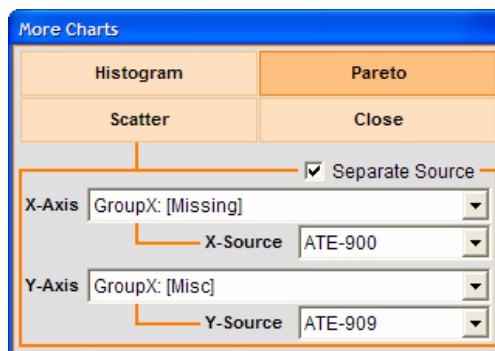 More Charts
Histogram Pareto
Scatter Close
Separate Source
X-Axis GroupX: [Missing]
X-Source ATE-900
Y-Axis GroupX: [Misc]
Y-Source ATE-909